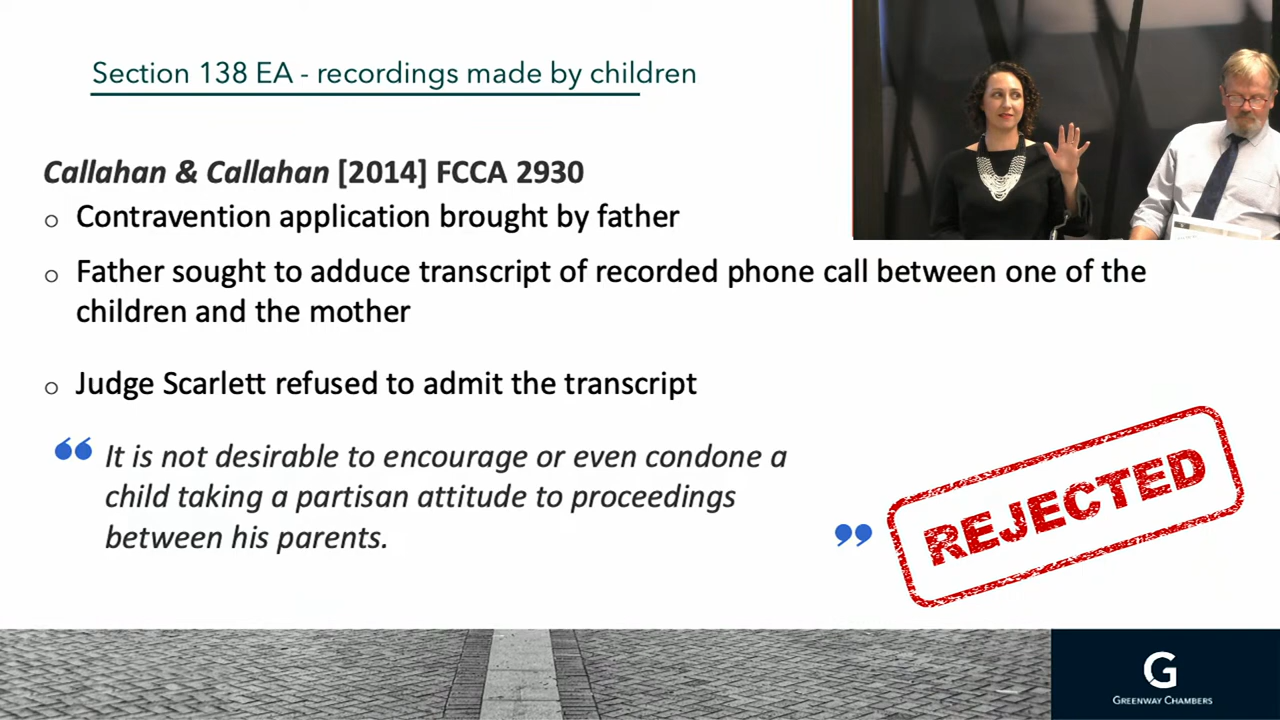 Section 138 EA - recordings made by children
Callahan & Callahan [2014] FCCA 2930
o Contravention application brought by father
o Father sought to adduce transcript of recorded phone call between one of the
children and the mother
o Judge Scarlett refused to admit the transcript
“ It is not desirable to encourage or even condone a
child taking a partisan attitude to proceedings
between his parents. ”
REJECTED
G
GREENWAY CHAMBERS